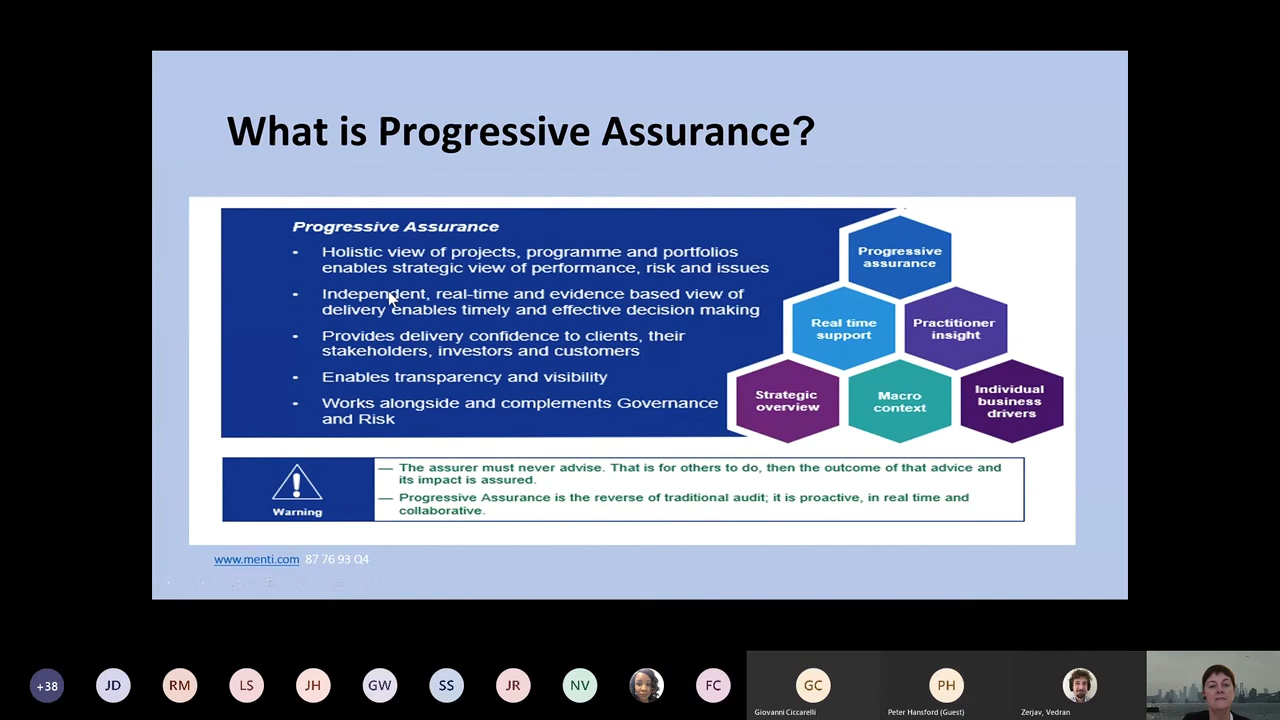 What is Progressive Assurance?
Progressive Assurance
• Holistic view of projects, programme and portfolios
enables strategic view of performance, risk and issues
• Independent, real-time and evidence based view of
delivery enables timely and effective decision making
• Provides delivery confidence to clients, their
stakeholders, investors and customers
• Enables transparency and visibility
• Works alongside and complements Governance
and Risk
Progressive
assurance
Real time
support
Practitioner
insight
Strategic
overview
Macro
context
Individual
business
drivers
Warning
— The assurer must never advise. That is for others to do, then the outcome of that advice and
its impact is assured.
— Progressive Assurance is the reverse of traditional audit; it is proactive, in real time and
collaborative.
www.menti.com 87 76 93 Q4
+38
JD
RM
LS
JH
GW
SS
JR
NV
FC
GC
PH
Giovanni Ciccarelli
Peter Hansford (Guest)
Zerjav, Vedran